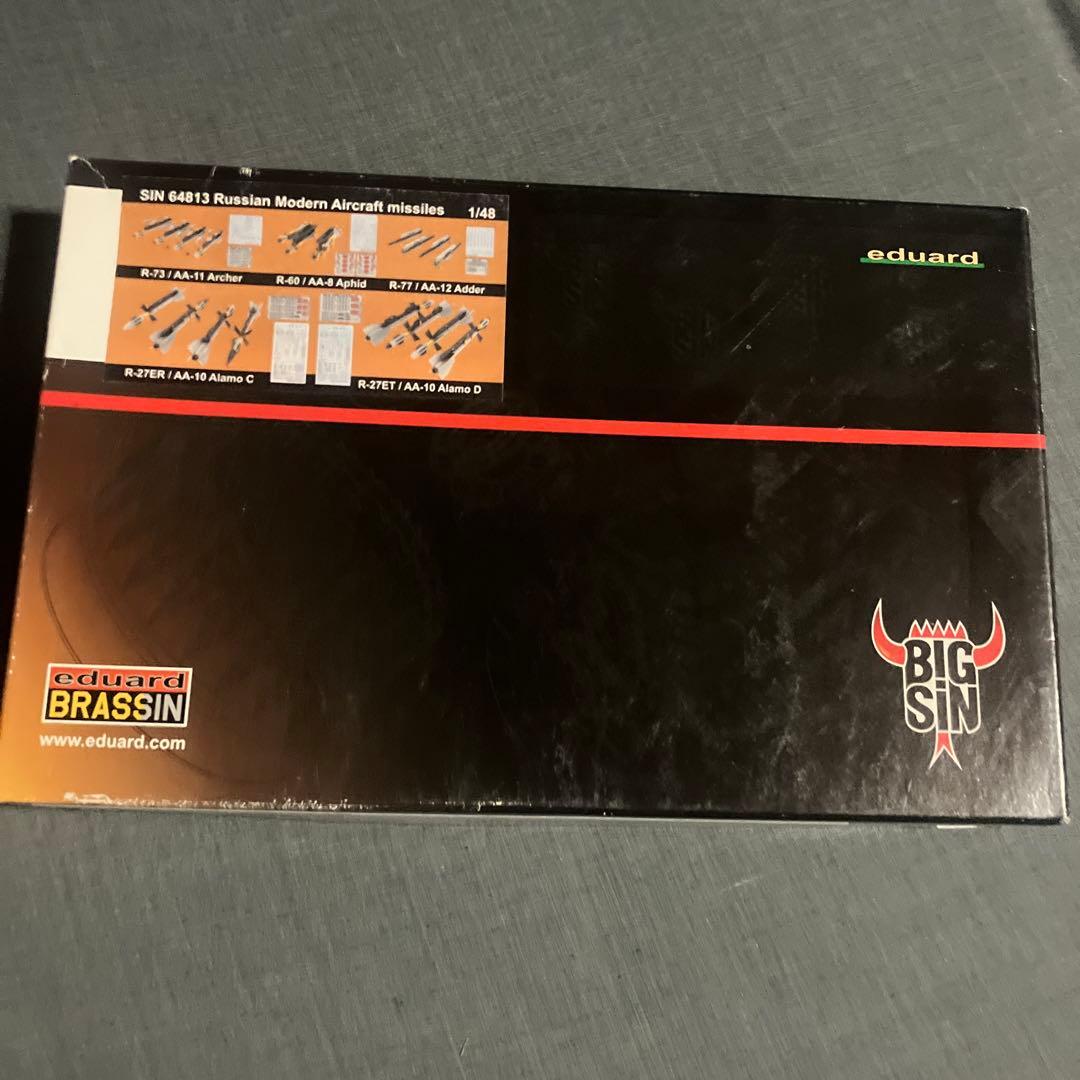 SIN 64813 Russian Modern Aircraft missiles 1/48
R-73 / AA-11 Archer
R-60 / AA-8 Aphid
R-77 / AA-12 Adder
R-27ER / AA-10 Alamo C
R-27ET / AA-10 Alamo D
eduard
BIG
SiN
eduard
BRASSIN
www.eduard.com